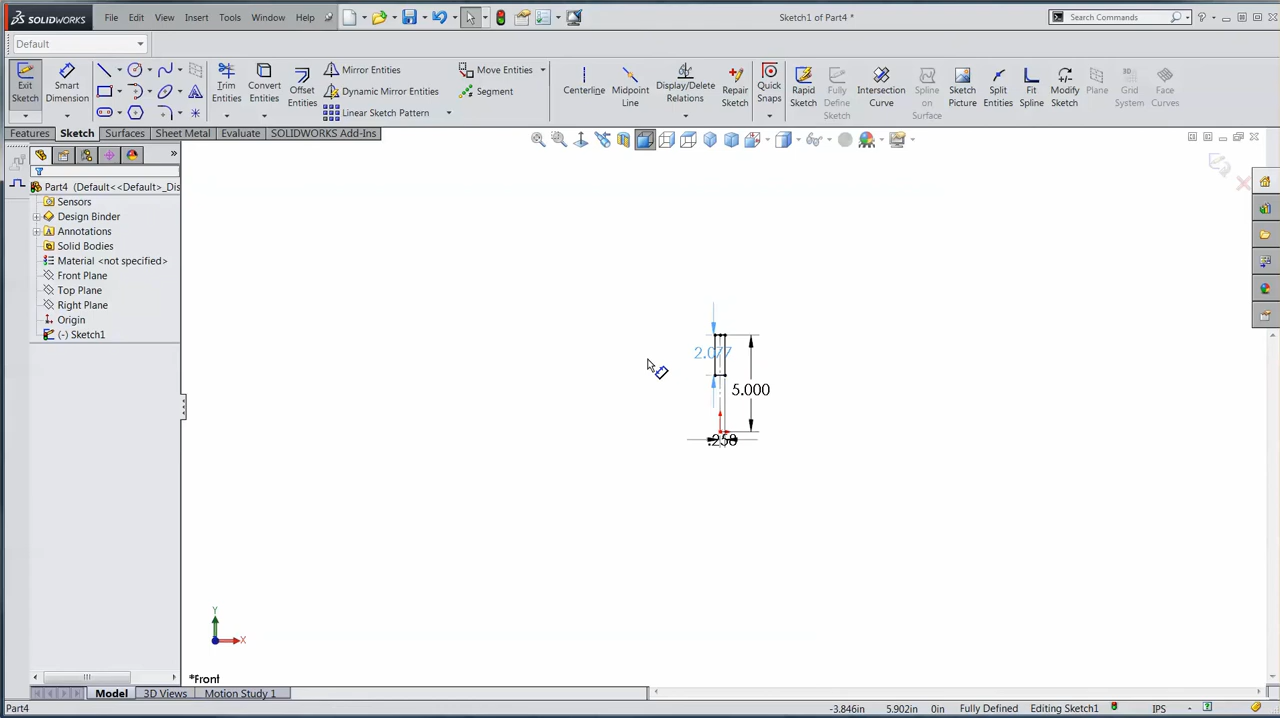 SOLIDWORKS File Edit View Insert Tools Window Help Sketch1 of Part4 * Search Commands ?
Default
Exit Sketch Smart Dimension Trim Entities Convert Entities Offset Entities Mirror Entities Dynamic Mirror Entities Linear Sketch Pattern Move Entities Segment Centerline Midpoint Line Display/Delete Relations Repair Sketch Quick Snaps Rapid Sketch Fully Define Sketch Intersection Curve Spline on Surface Sketch Picture Split Entities Fit Spline Modify Sketch Plane 3D Grid System Face Curves
Features Sketch Surfaces Sheet Metal Evaluate SOLIDWORKS Add-Ins
Part4 (Default<<Default>_Dis
Sensors
Design Binder
Annotations
Solid Bodies
Material <not specified>
Front Plane
Top Plane
Right Plane
Origin
(-) Sketch1
2.077
5.000
.258
Y
X
*Front
Model 3D Views Motion Study 1
Part4 -3.846in 5.902in 0in Fully Defined Editing Sketch1 IPS ?